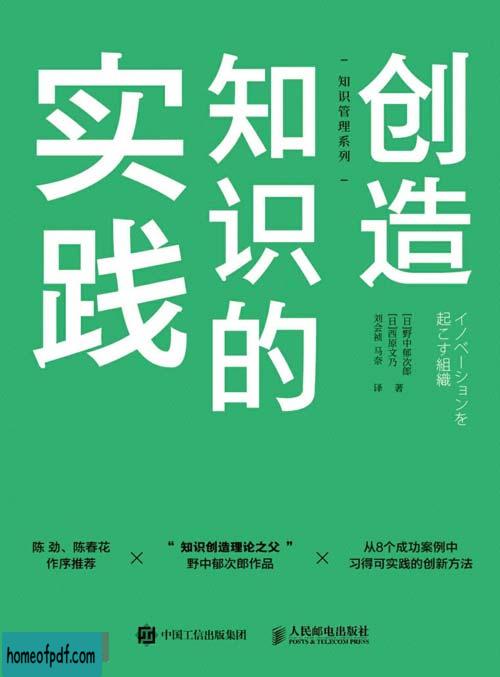 创造
知识的
实践
知识管理系列
イノベーションを
起こす組織
[日]野中郁次郎
[日]西原文乃 著
刘会祯 马奈 译
陈 劲、陈春花
作序推荐
×
“知识创造理论之父”
野中郁次郎作品
×
从8个成功案例中
习得可实践的创新方法
中国工信出版集团
人民邮电出版社
POSTS & TELECOM PRESS
homeofpdf.com